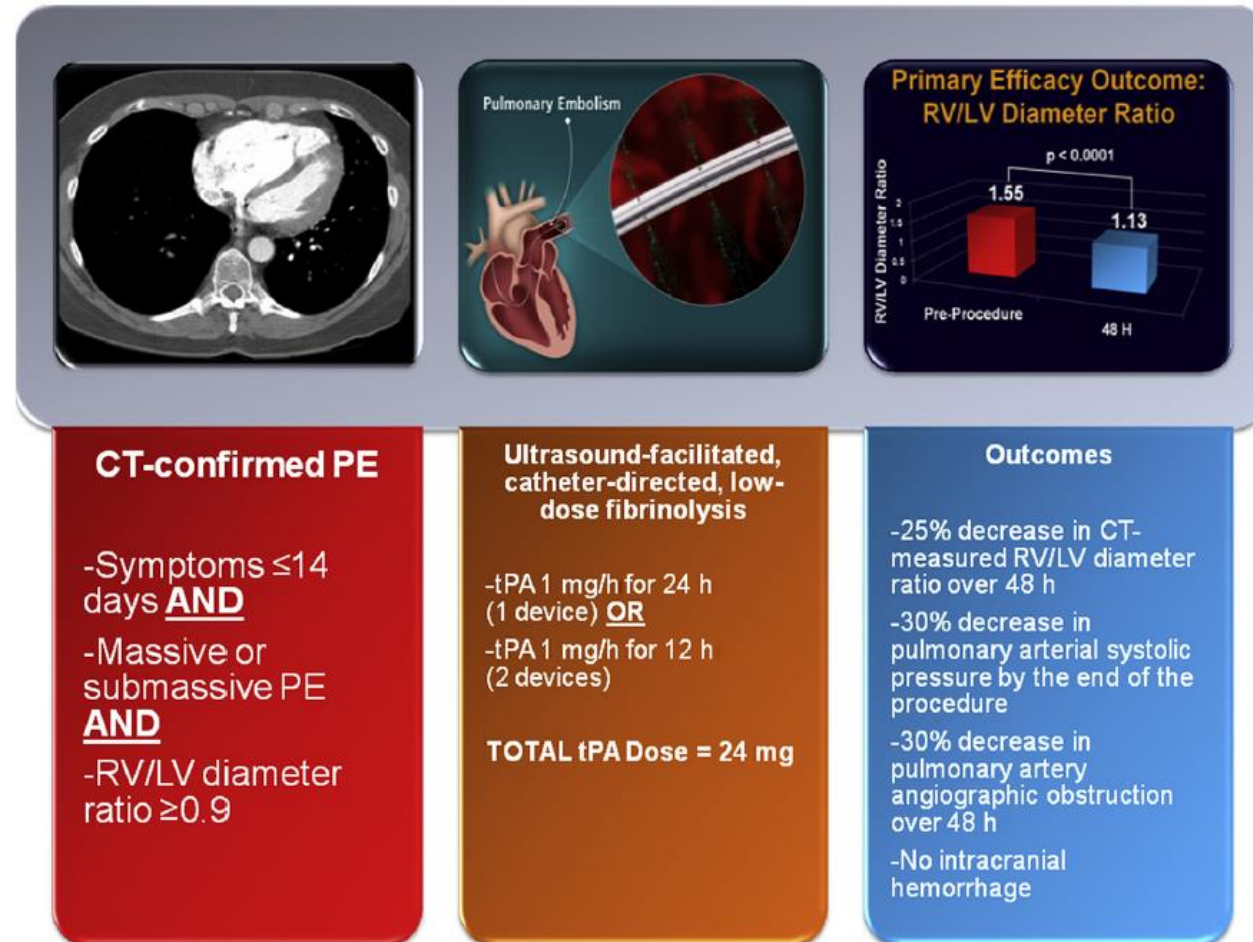 Pulmonary Embolism
Primary Efficacy Outcome:
RV/LV Diameter Ratio
p < 0.0001
RV/LV Diameter Ratio
2
1.5
1
0.5
0
1.55
1.13
Pre-Procedure
48 H
CT-confirmed PE
-Symptoms ≤14
days AND
-Massive or
submassive PE
AND
-RV/LV diameter
ratio ≥0.9
Ultrasound-facilitated,
catheter-directed, low-
dose fibrinolysis
-tPA 1 mg/h for 24 h
(1 device) OR
-tPA 1 mg/h for 12 h
(2 devices)
TOTAL tPA Dose = 24 mg
Outcomes
-25% decrease in CT-
measured RV/LV diameter
ratio over 48 h
-30% decrease in
pulmonary arterial systolic
pressure by the end of the
procedure
-30% decrease in
pulmonary artery
angiographic obstruction
over 48 h
-No intracranial
hemorrhage